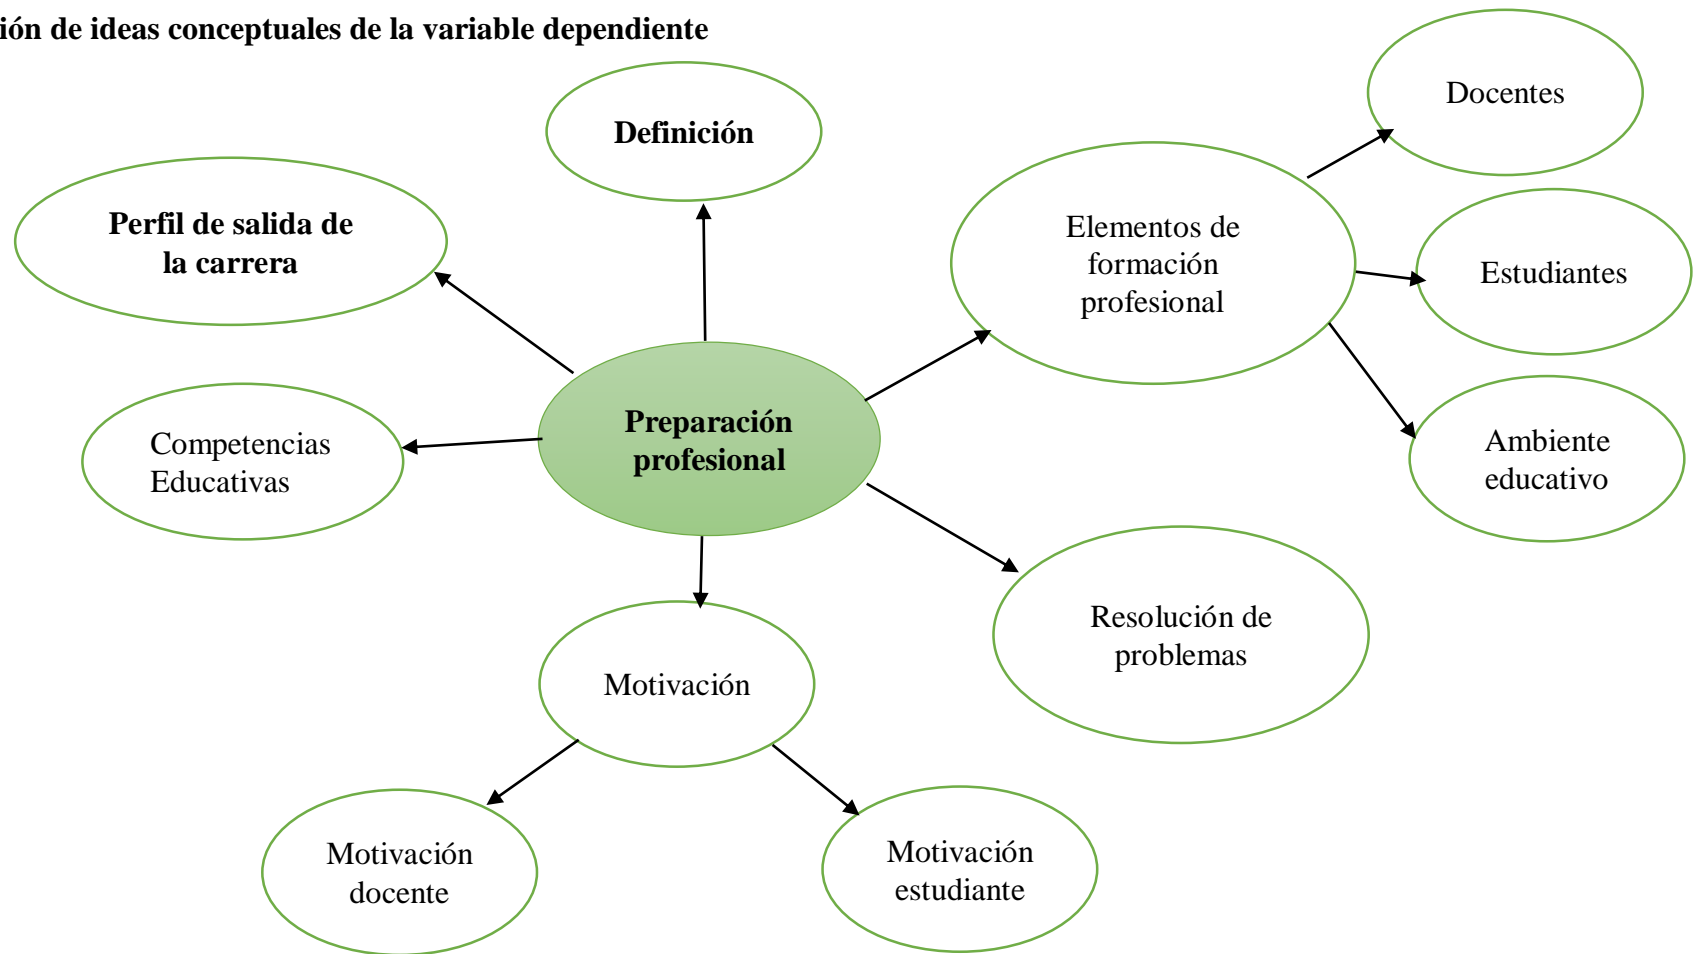 ión de ideas conceptuales de la variable dependiente
Definición
Perfil de salida de
la carrera
Competencias
Educativas
Preparación
profesional
Elementos de
formación
profesional
Docentes
Estudiantes
Ambiente
educativo
Resolución de
problemas
Motivación
Motivación
docente
Motivación
estudiante